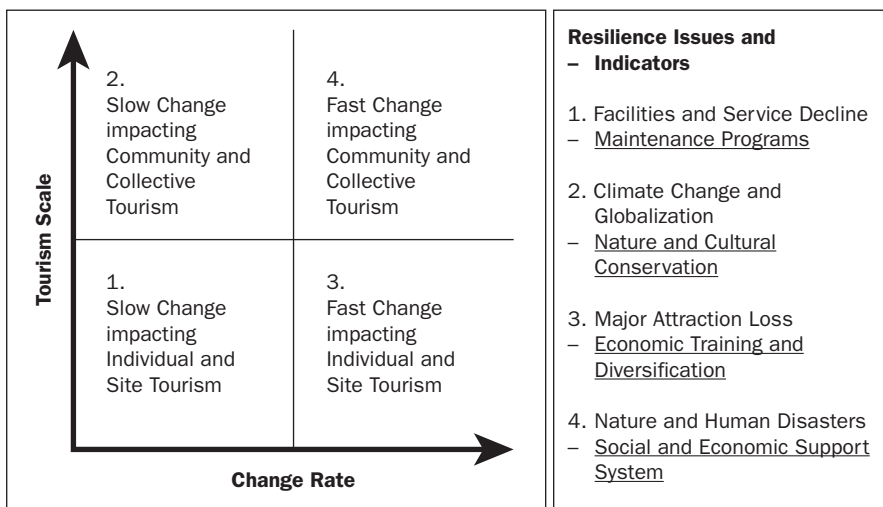 2.
Slow Change
impacting
Community and
Collective
Tourism
4.
Fast Change
impacting
Community and
Collective
Tourism
1.
Slow Change
impacting
Individual and
Site Tourism
3.
Fast Change
impacting
Individual and
Site Tourism
Tourism Scale
Change Rate
Resilience Issues and
– Indicators
1. Facilities and Service Decline
– Maintenance Programs
2. Climate Change and
Globalization
– Nature and Cultural
Conservation
3. Major Attraction Loss
– Economic Training and
Diversification
4. Nature and Human Disasters
– Social and Economic Support
System